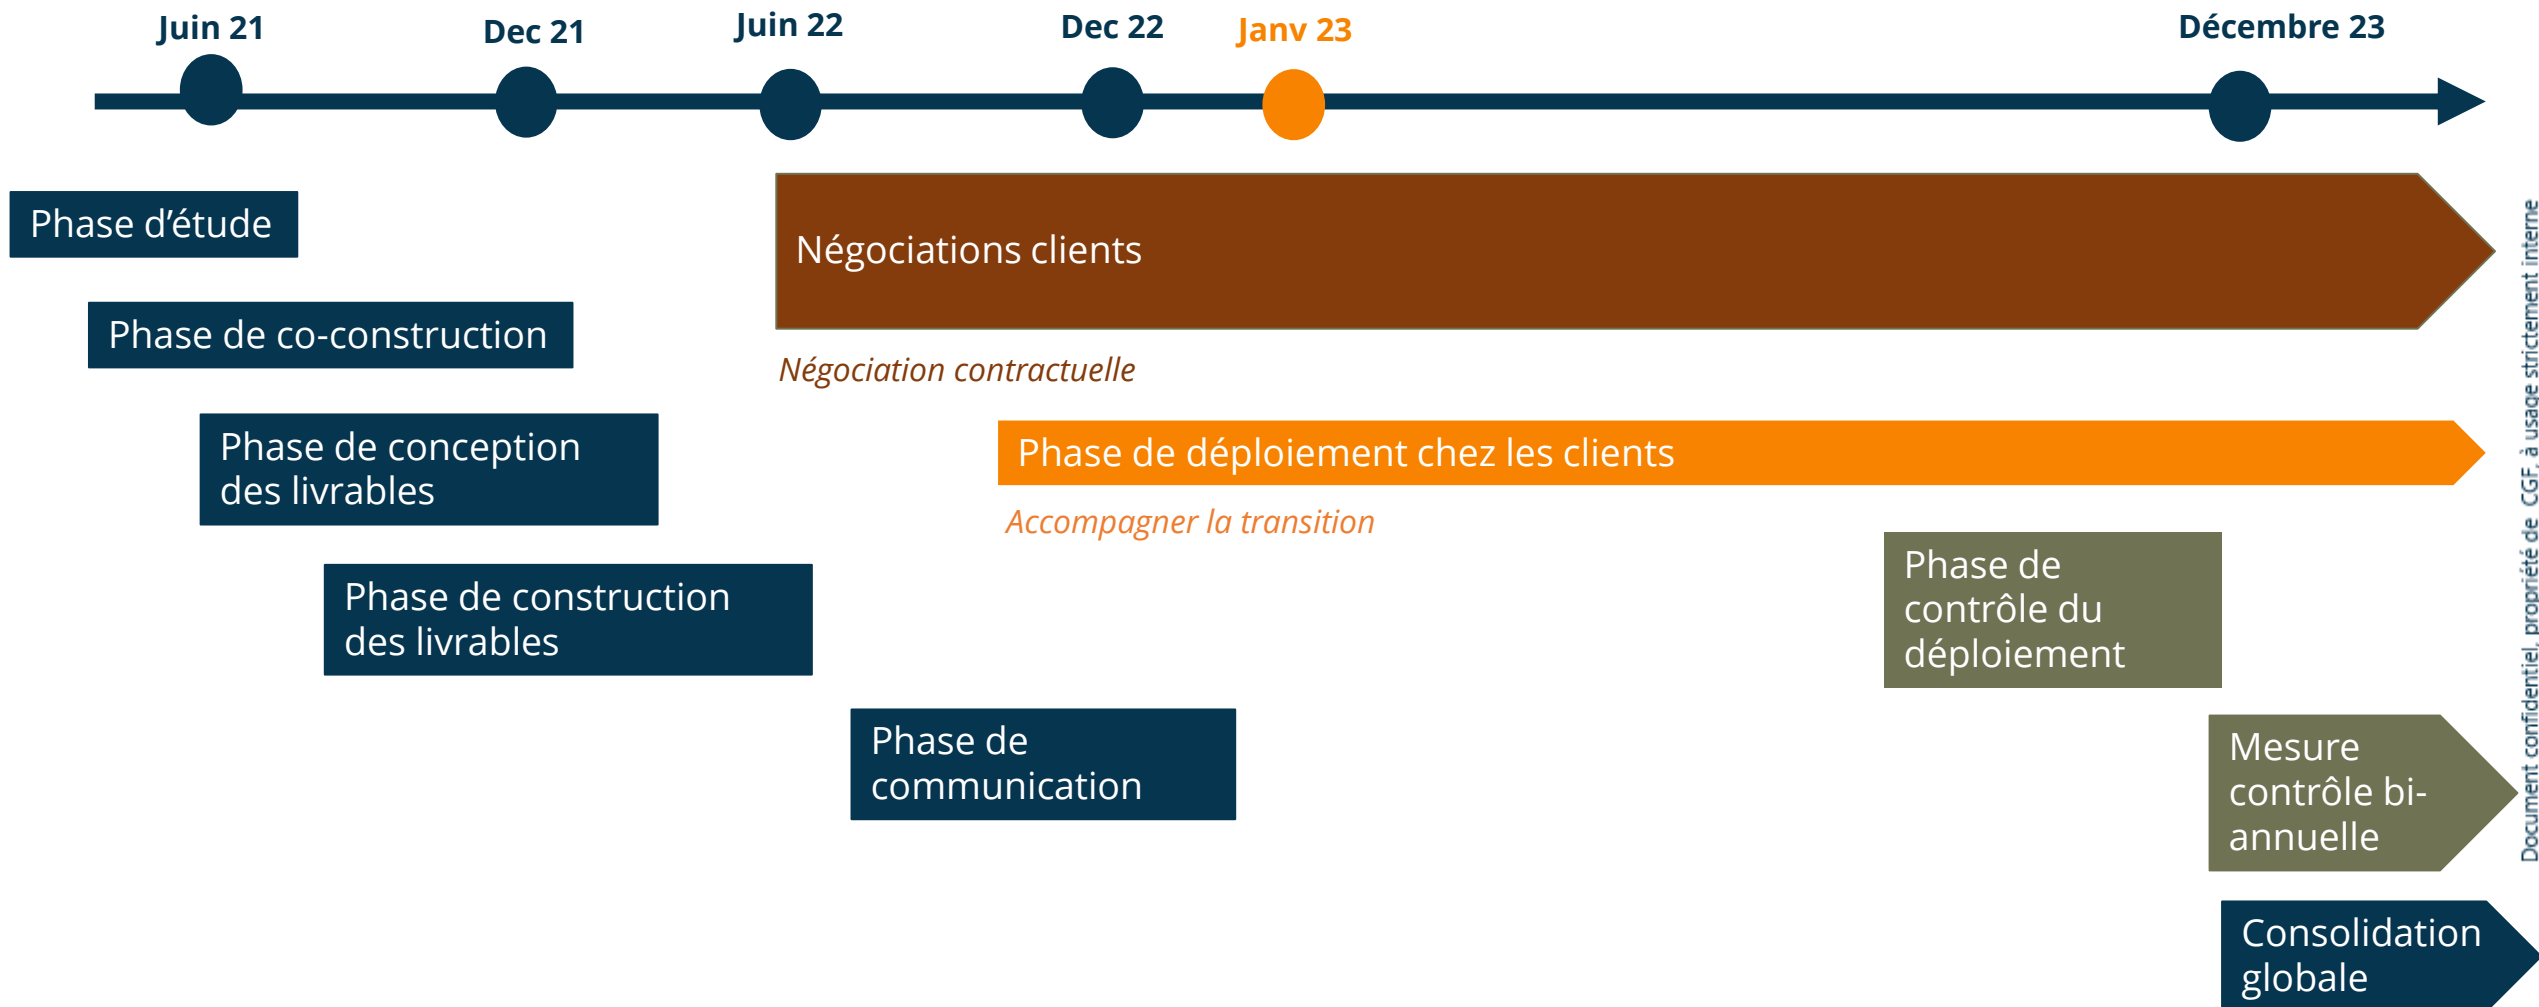 Juin 21
Dec 21
Juin 22
Dec 22
Janv 23
Décembre 23
Phase d’étude
Négociations clients
Phase de co-construction
Négociation contractuelle
Phase de conception
des livrables
Phase de déploiement chez les clients
Accompagner la transition
Phase de construction
des livrables
Phase de
contrôle du
déploiement
Phase de
communication
Mesure
contrôle bi-
annuelle
Consolidation
globale
Document confidentiel, propriété de CGF, à usage strictement interne